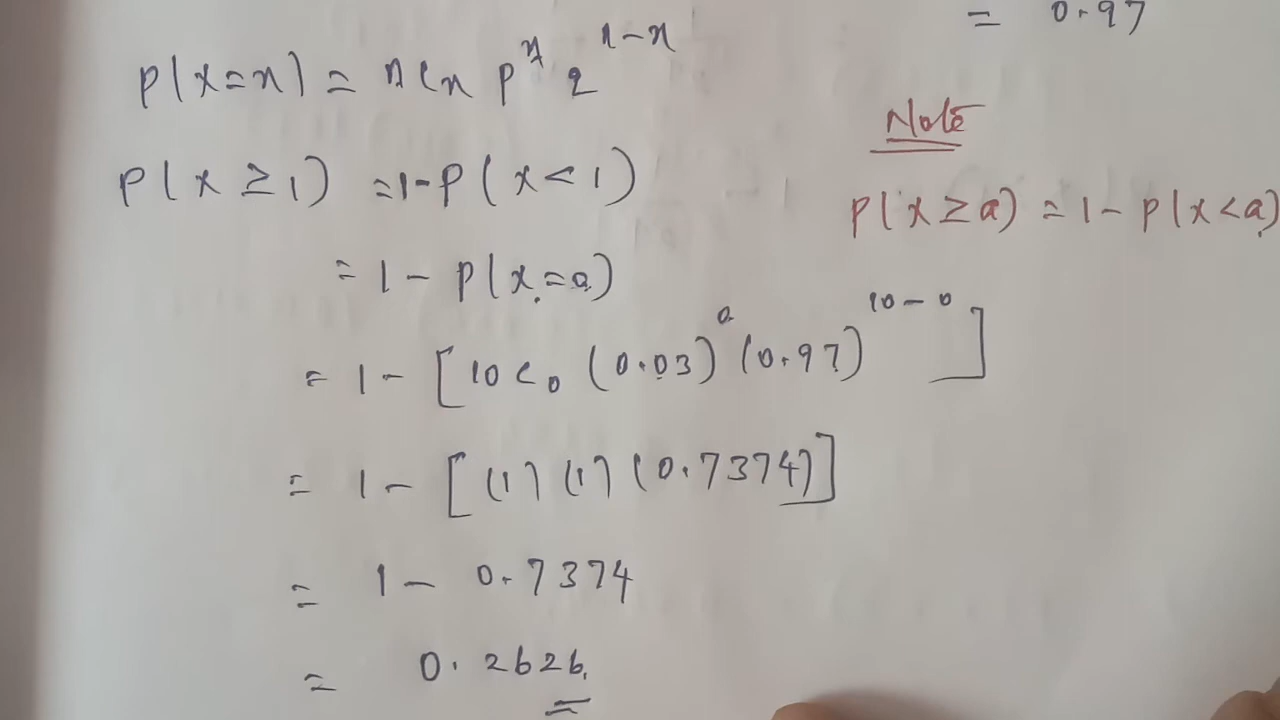 = 0.97
p(x=x) = ncx p^x q^n-x
p(x ≥ 1) = 1-p(x < 1)
= 1 - p(x=0)
= 1 - [10c0 (0.03)^0 (0.97)^10-0]
= 1 - [(1) (1) (0.7374)]
= 1 - 0.7374
= 0.2626
Note
p(x ≥ a) = 1 - p(x < a)